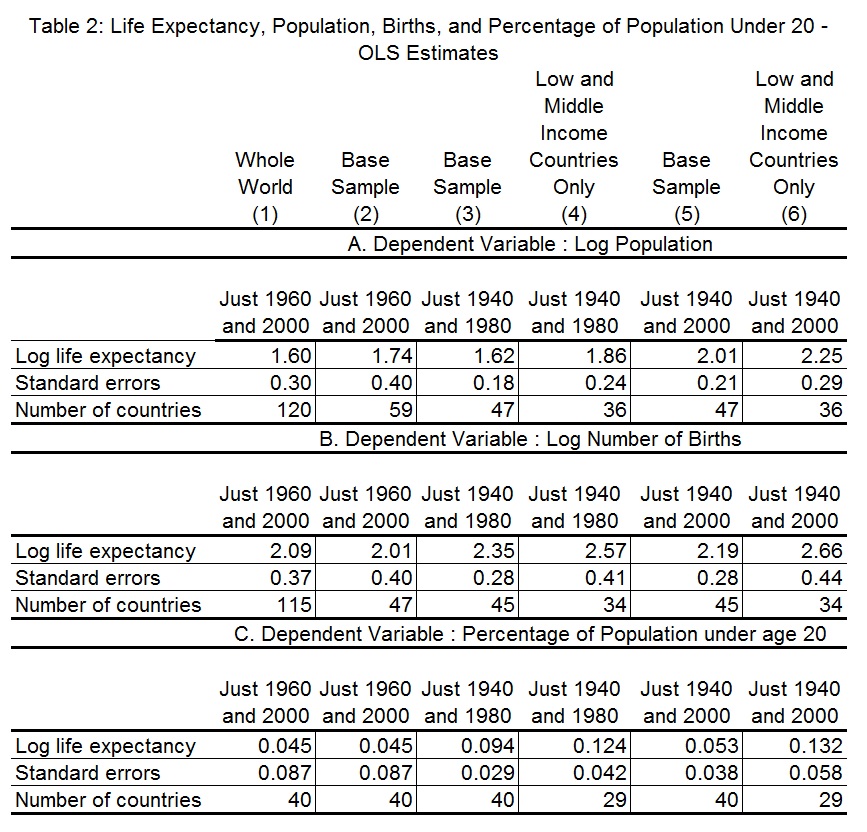 Table 2: Life Expectancy, Population, Births, and Percentage of Population Under 20 -
OLS Estimates
Whole World (1) Base Sample (2) Base Sample (3) Low and Middle Income Countries Only (4) Base Sample (5) Low and Middle Income Countries Only (6)
A. Dependent Variable : Log Population
Just 1960 Just 1960 Just 1940 Just 1940 Just 1940 Just 1940
and 2000 and 2000 and 1980 and 1980 and 2000 and 2000
Log life expectancy 1.60 1.74 1.62 1.86 2.01 2.25
Standard errors 0.30 0.40 0.18 0.24 0.21 0.29
Number of countries 120 59 47 36 47 36
B. Dependent Variable : Log Number of Births
Just 1960 Just 1960 Just 1940 Just 1940 Just 1940 Just 1940
and 2000 and 2000 and 1980 and 1980 and 2000 and 2000
Log life expectancy 2.09 2.01 2.35 2.57 2.19 2.66
Standard errors 0.37 0.40 0.28 0.41 0.28 0.44
Number of countries 115 47 45 34 45 34
C. Dependent Variable : Percentage of Population under age 20
Just 1960 Just 1960 Just 1940 Just 1940 Just 1940 Just 1940
and 2000 and 2000 and 1980 and 1980 and 2000 and 2000
Log life expectancy 0.045 0.045 0.094 0.124 0.053 0.132
Standard errors 0.087 0.087 0.029 0.042 0.038 0.058
Number of countries 40 40 40 29 40 29